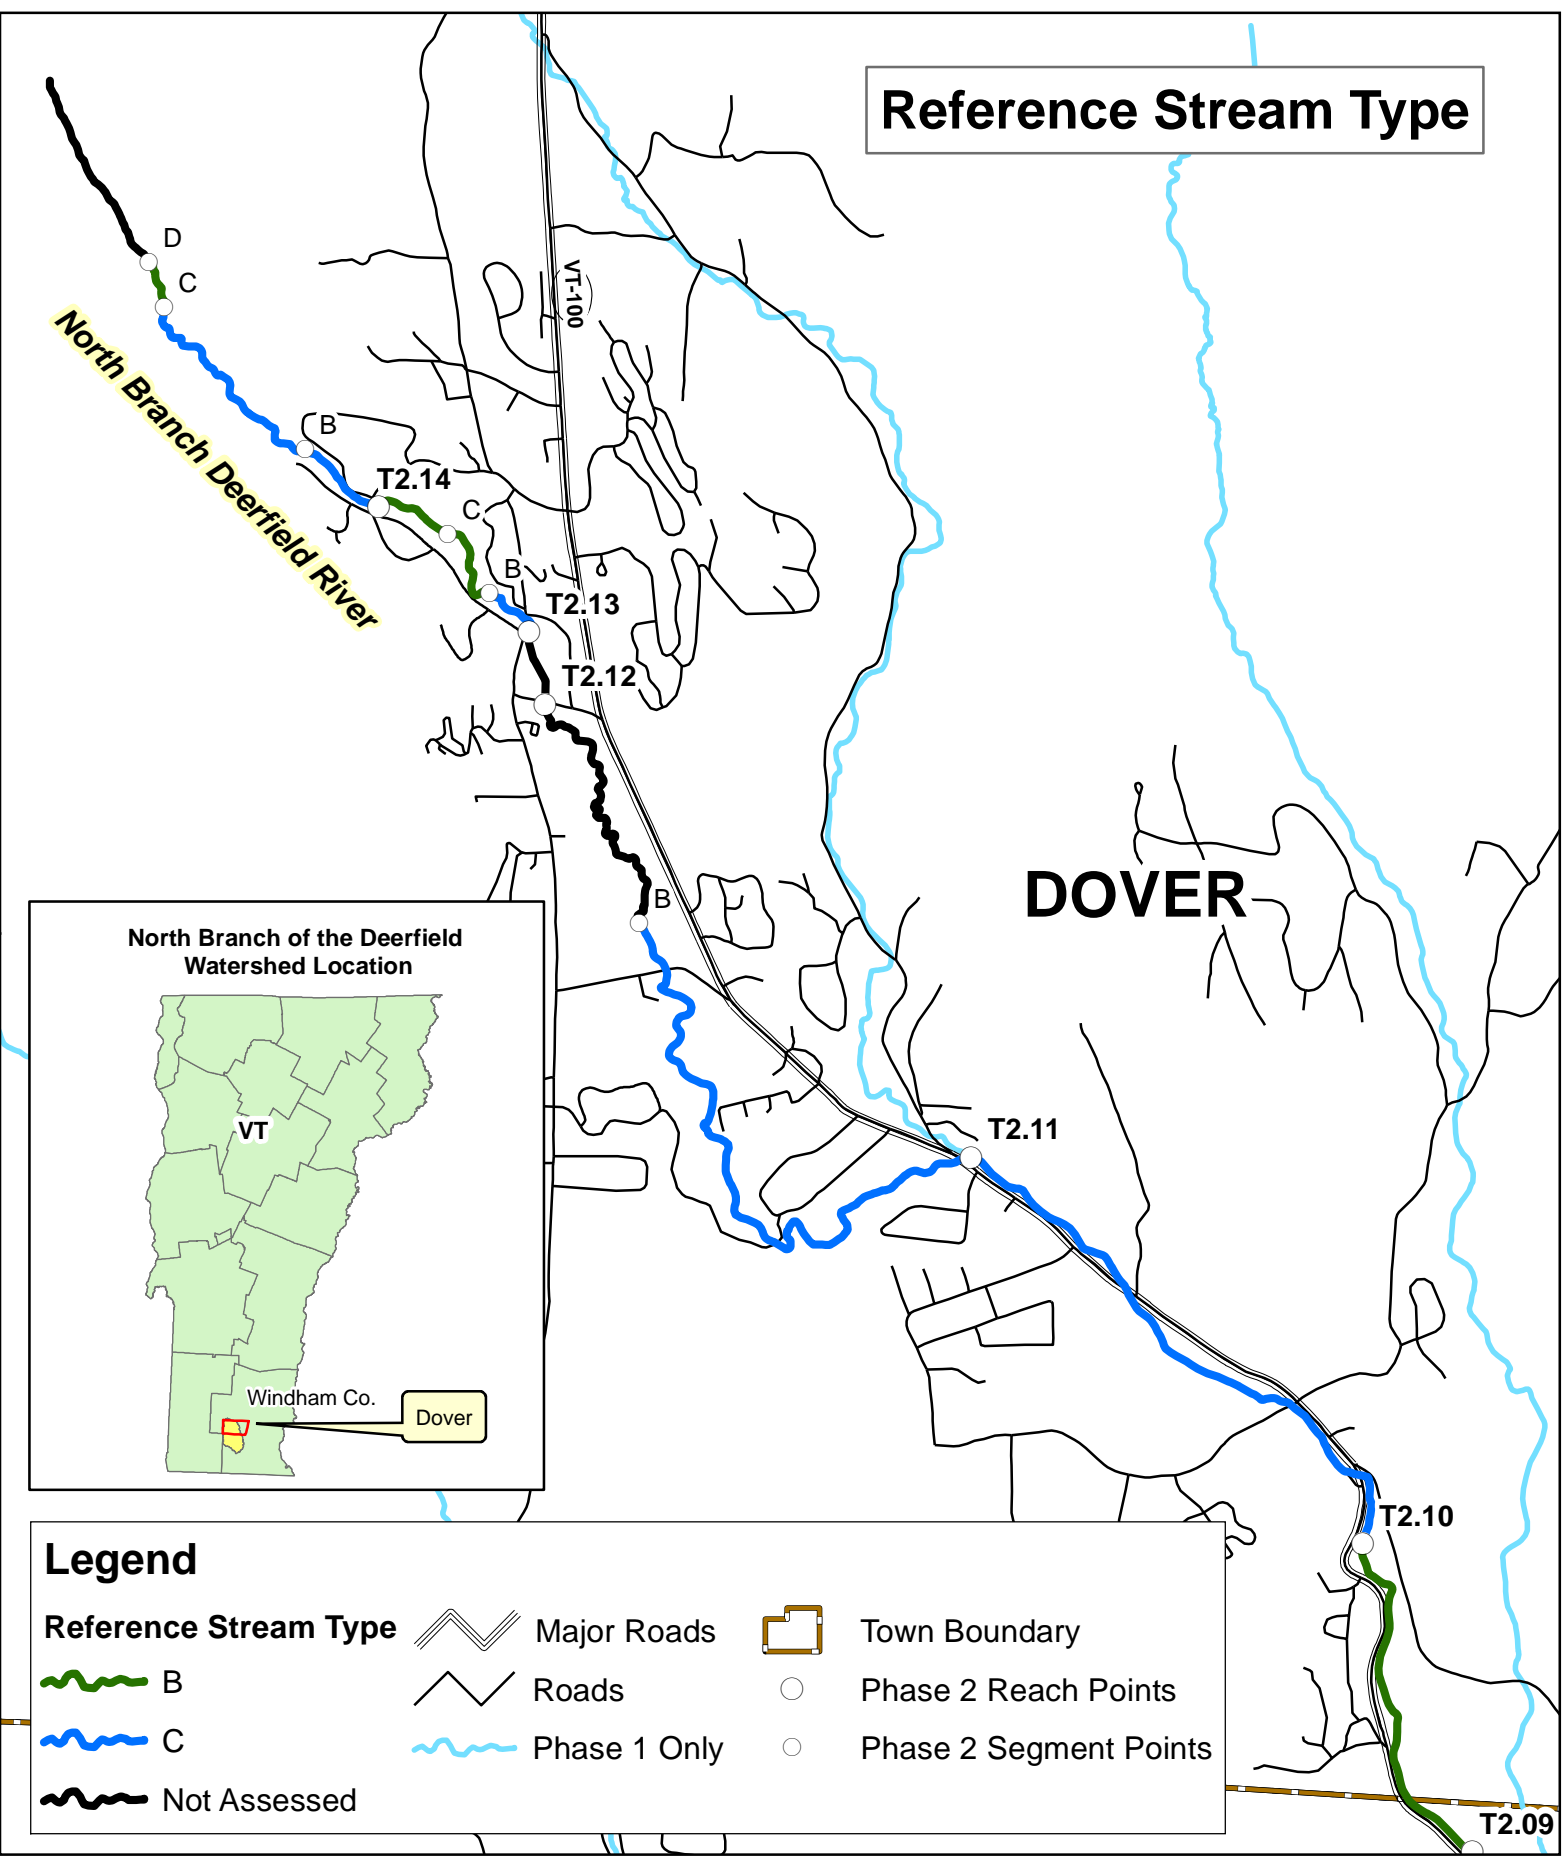 Reference Stream Type
D
C
VT-100
North Branch Deerfield River
B
T2.14
C
B
T2.13
T2.12
B
DOVER
North Branch of the Deerfield
Watershed Location
VT
Windham Co.
Dover
T2.11
T2.10
T2.09
Legend
Reference Stream Type
B
C
Not Assessed
Major Roads
Roads
Phase 1 Only
Town Boundary
Phase 2 Reach Points
Phase 2 Segment Points